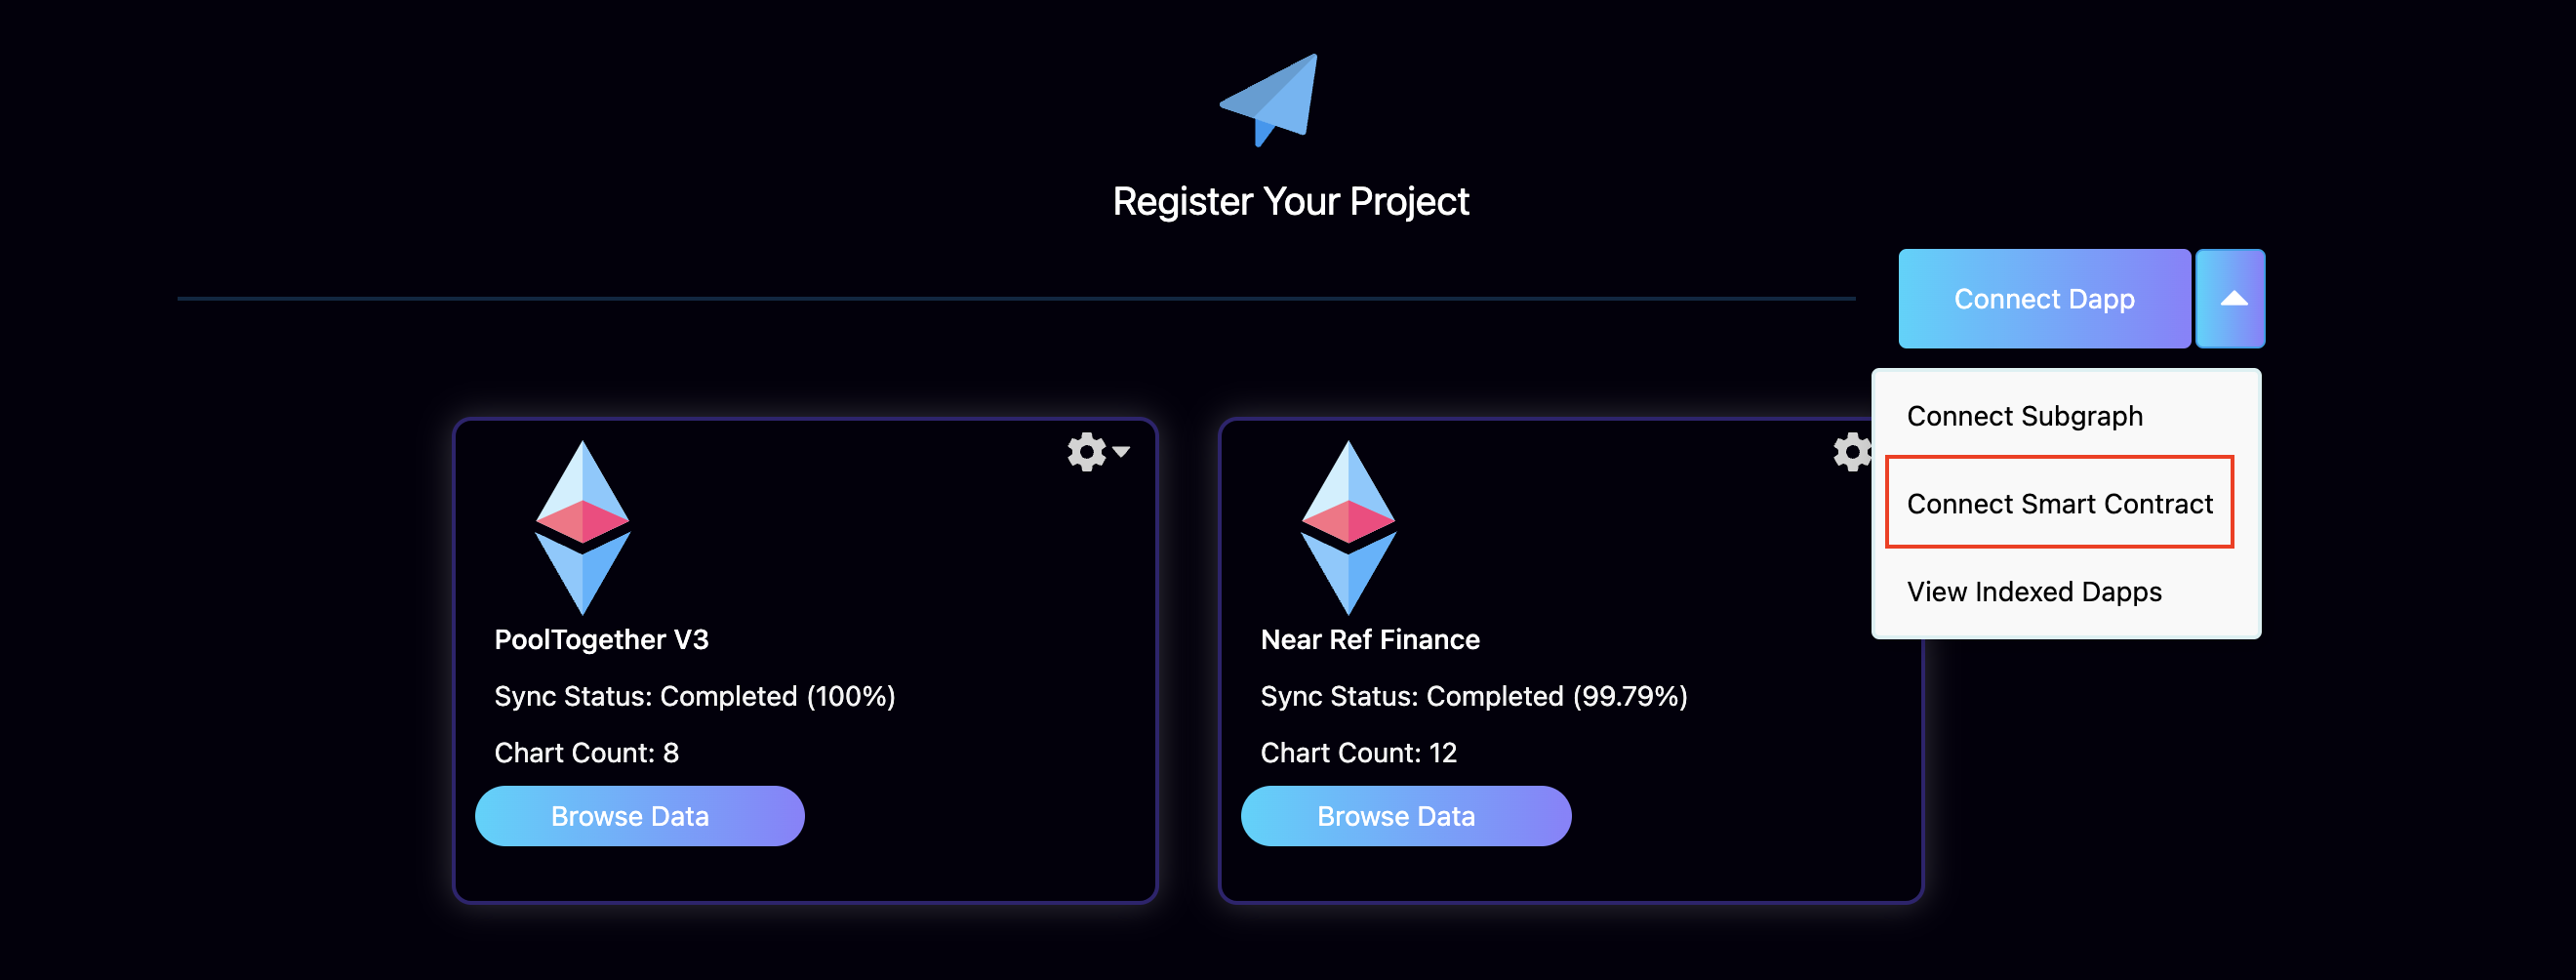 Register Your Project
Connect Dapp
Connect Subgraph
Connect Smart Contract
View Indexed Dapps
PoolTogether V3
Sync Status: Completed (100%)
Chart Count: 8
Browse Data
Near Ref Finance
Sync Status: Completed (99.79%)
Chart Count: 12
Browse Data